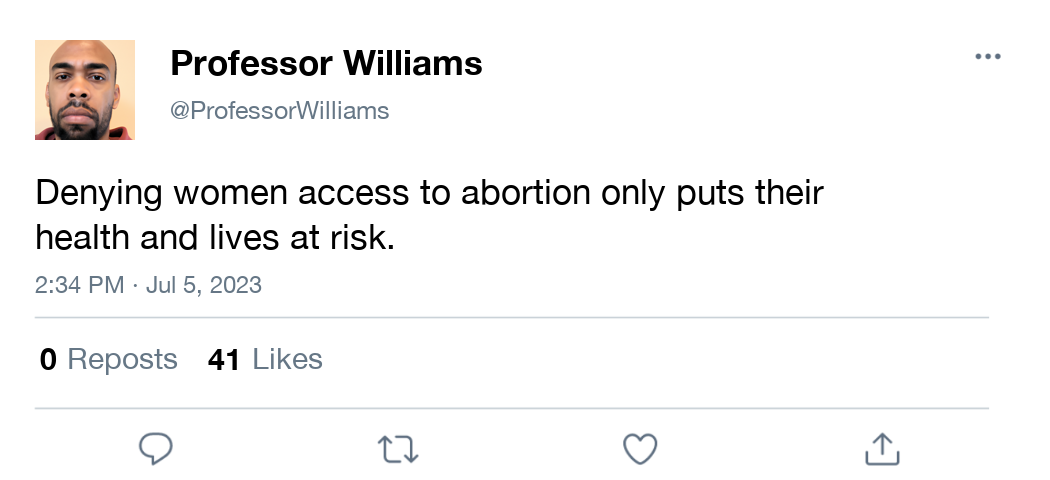 Professor Williams
@ProfessorWilliams
Denying women access to abortion only puts their
health and lives at risk.
2:34 PM · Jul 5, 2023
0 Reposts 41 Likes